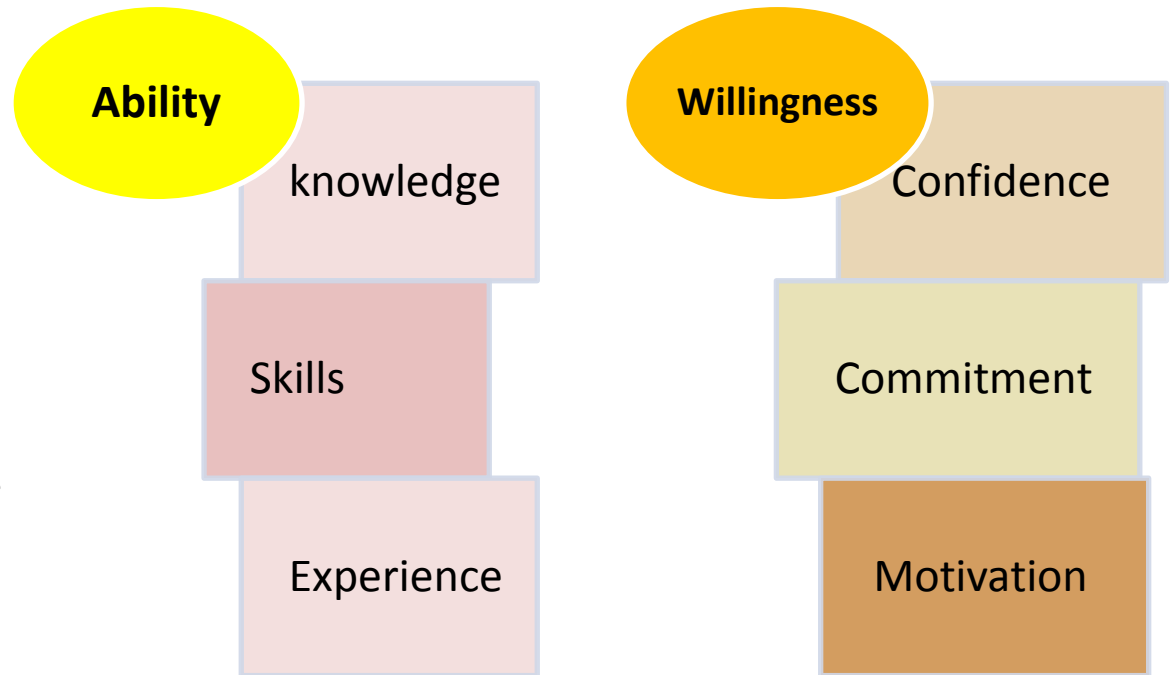 Ability
knowledge
Skills
Experience
Willingness
Confidence
Commitment
Motivation